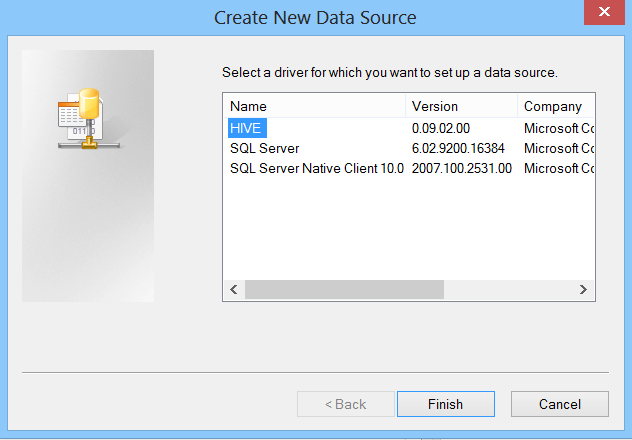 Create New Data Source
Select a driver for which you want to set up a data source.
Name Version Company
HIVE 0.09.02.00 Microsoft Co
SQL Server 6.02.9200.16384 Microsoft Co
SQL Server Native Client 10.0 2007.100.2531.00 Microsoft Co
< Back Finish Cancel